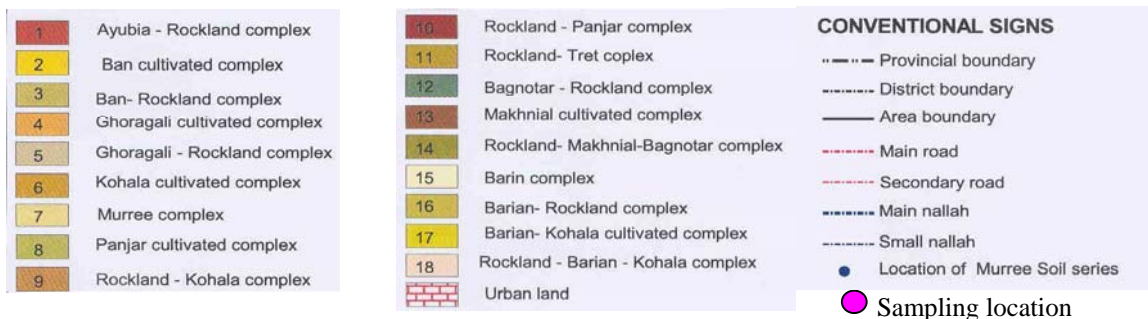 1 Ayubia - Rockland complex
2 Ban cultivated complex
3 Ban- Rockland complex
4 Ghoragali cultivated complex
5 Ghoragali - Rockland complex
6 Kohala cultivated complex
7 Murree complex
8 Panjar cultivated complex
9 Rockland - Kohala complex
10 Rockland - Panjar complex
11 Rockland- Tret coplex
12 Bagnotar - Rockland complex
13 Makhnial cultivated complex
14 Rockland- Makhnial-Bagnotar complex
15 Barin complex
16 Barian- Rockland complex
17 Barian- Kohala cultivated complex
18 Rockland - Barian - Kohala complex
Urban land
CONVENTIONAL SIGNS
Provincial boundary
District boundary
Area boundary
Main road
Secondary road
Main nallah
Small nallah
Location of Murree Soil series
Sampling location